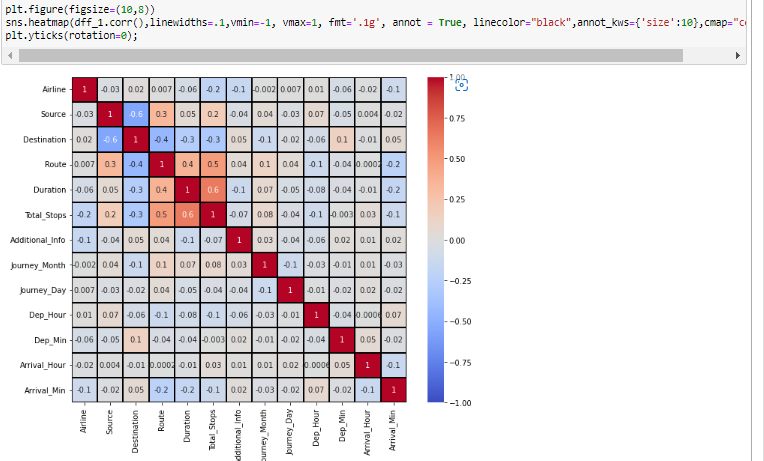 plt.figure(figsize=(10,8))
sns.heatmap(dff_1.corr(),linewidths=.1,vmin=-1, vmax=1, fmt='.1g', annot = True, linecolor="black",annot_kws={'size':10},cmap="c
plt.yticks(rotation=0);
Airline 1 -0.03 0.02 0.007 -0.06 -0.2 -0.1 -0.002 0.007 0.01 -0.06 -0.02 -0.1
Source -0.03 1 -0.6 0.3 0.05 0.2 -0.04 0.04 -0.03 0.07 -0.05 0.004 -0.02
Destination 0.02 -0.6 1 -0.4 -0.3 -0.3 0.05 -0.1 -0.02 -0.06 0.1 -0.01 0.05
Route 0.007 0.3 -0.4 1 0.4 0.5 0.04 0.1 0.04 -0.1 -0.04 0.0002 -0.2
Duration -0.06 0.05 -0.3 0.4 1 0.6 -0.1 0.07 -0.05 -0.08 -0.04 -0.01 -0.2
Total_Stops -0.2 0.2 -0.3 0.5 0.6 1 -0.07 0.08 -0.04 -0.1 -0.003 0.03 -0.1
Additional_Info -0.1 -0.04 0.05 0.04 -0.1 -0.07 1 0.03 -0.04 -0.06 0.02 0.01 0.02
Journey_Month -0.002 0.04 -0.1 0.1 0.07 0.08 0.03 1 -0.1 -0.03 -0.01 0.01 -0.03
Journey_Day 0.007 -0.03 -0.02 0.04 -0.05 -0.04 -0.04 -0.1 1 -0.01 -0.02 0.02 -0.02
Dep_Hour 0.01 0.07 -0.06 -0.1 -0.08 -0.1 -0.06 -0.03 -0.01 1 -0.04 0.0006 0.07
Dep_Min -0.06 -0.05 0.1 -0.04 -0.04 -0.003 0.02 -0.01 -0.02 -0.04 1 0.05 -0.02
Arrival_Hour -0.02 0.004 -0.01 0.0002 -0.01 0.03 0.01 0.01 0.02 0.0006 0.05 1 -0.1
Arrival_Min -0.1 -0.02 0.05 -0.2 -0.2 -0.1 0.02 -0.03 -0.02 0.07 -0.02 -0.1 1
Airline
Source
Destination
Route
Duration
Total_Stops
dditional_Info
ourney_Month
Journey_Day
Dep_Hour
Dep_Min
Arrival_Hour
Arrival_Min
1.00
0.75
0.50
0.25
0.00
−0.25
−0.50
−0.75
−1.00